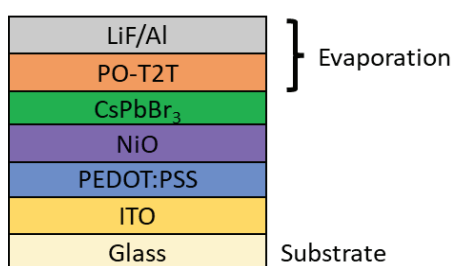 LiF/Al
PO-T2T
Evaporation
CsPbBr₃
NiO
PEDOT:PSS
ITO
Glass
Substrate